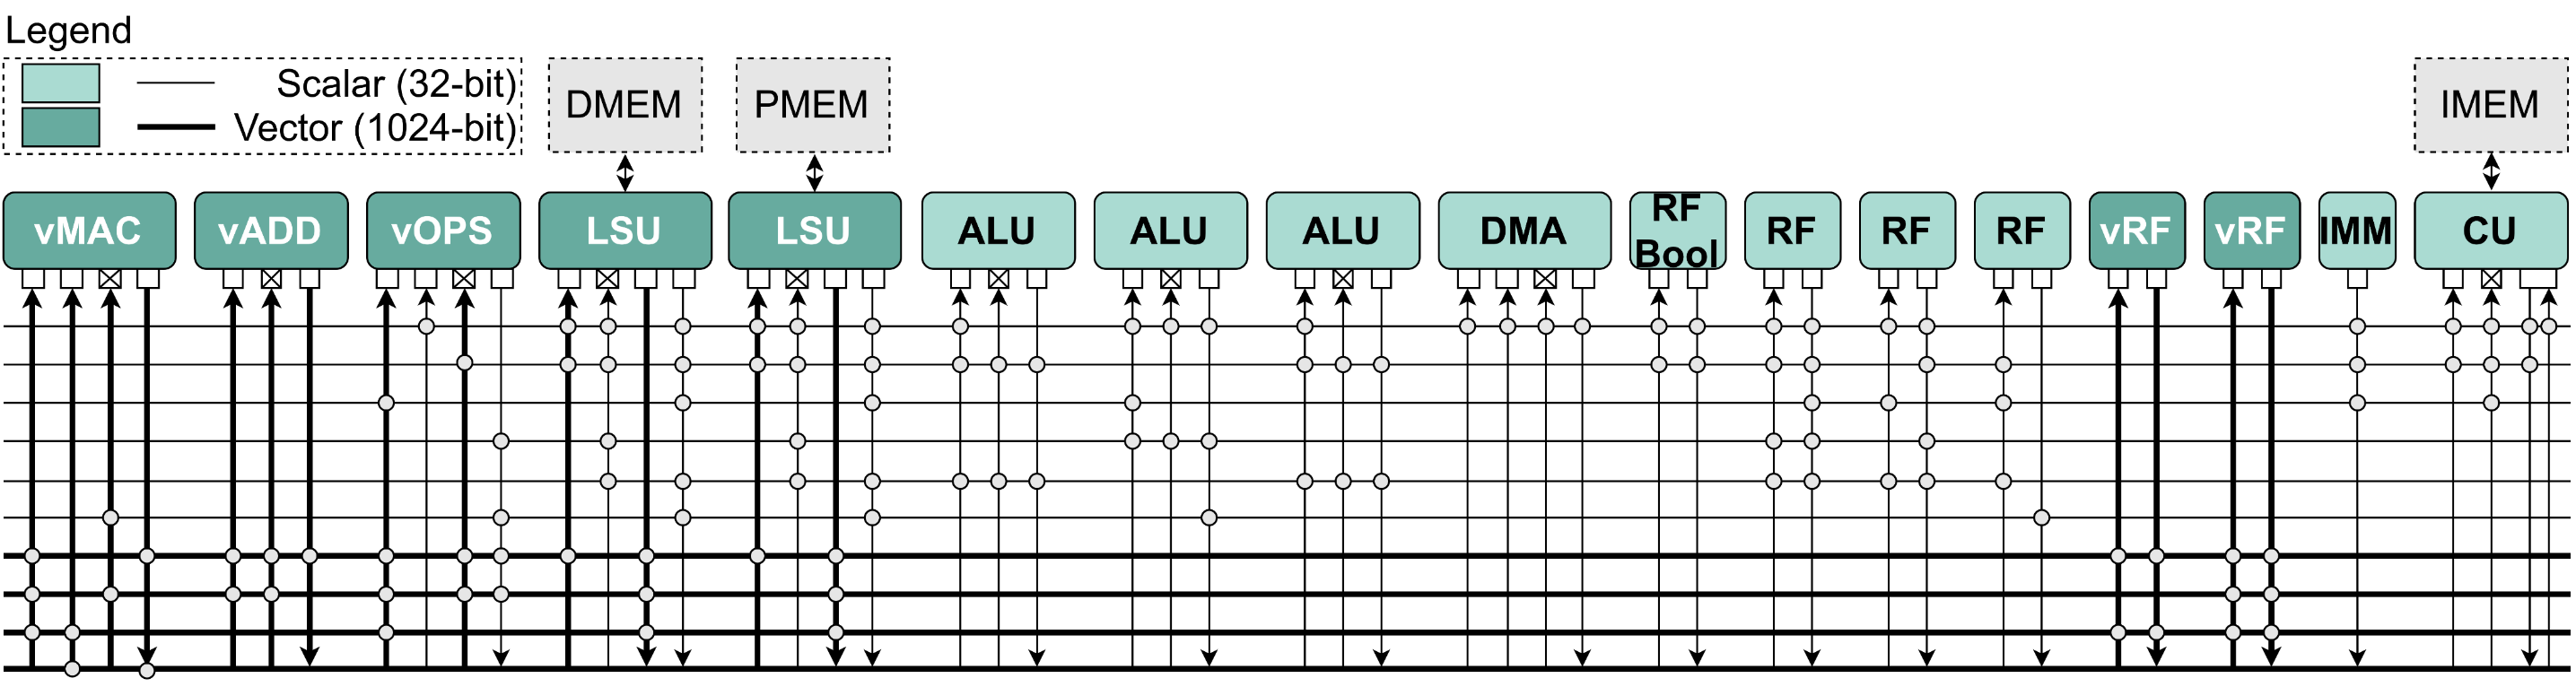 Legend
Scalar (32-bit)
Vector (1024-bit)
DMEM
PMEM
IMEM
vMAC
vADD
vOPS
LSU
LSU
ALU
ALU
ALU
DMA
RF
Bool
RF
RF
RF
vRF
vRF
IMM
CU